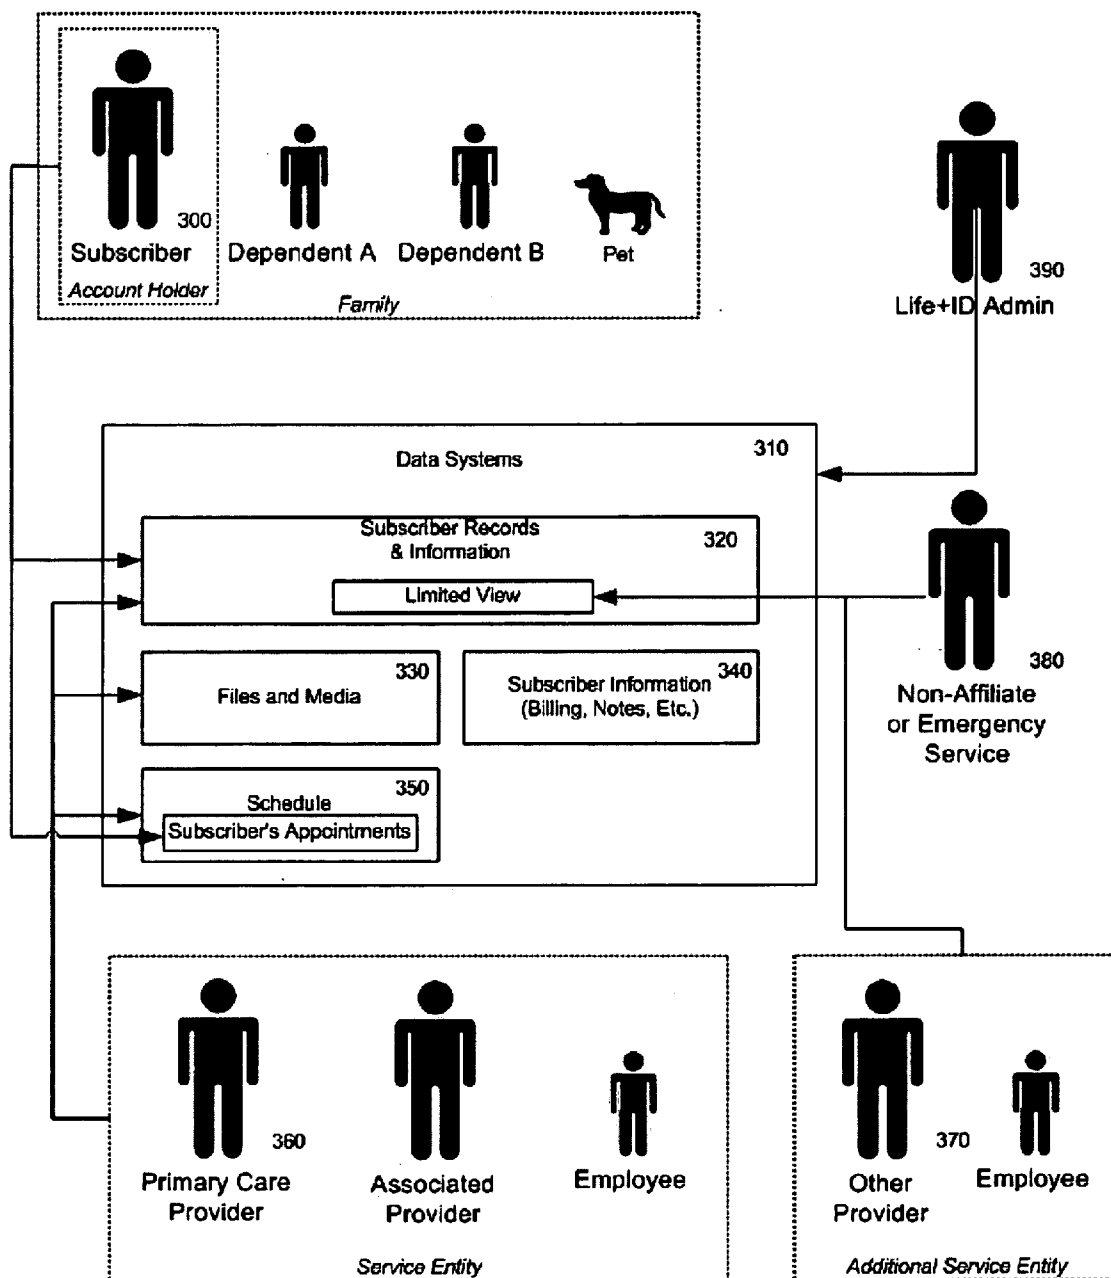 300
Subscriber
Account Holder
Dependent A
Dependent B
Pet
Family
390
Life+ID Admin
Data Systems
310
Subscriber Records
& Information
320
Limited View
330
Files and Media
340
Subscriber Information
(Billing, Notes, Etc.)
350
Schedule
Subscriber's Appointments
380
Non-Affiliate
or Emergency
Service
360
Primary Care
Provider
Associated
Provider
Employee
Service Entity
370
Other
Provider
Employee
Additional Service Entity